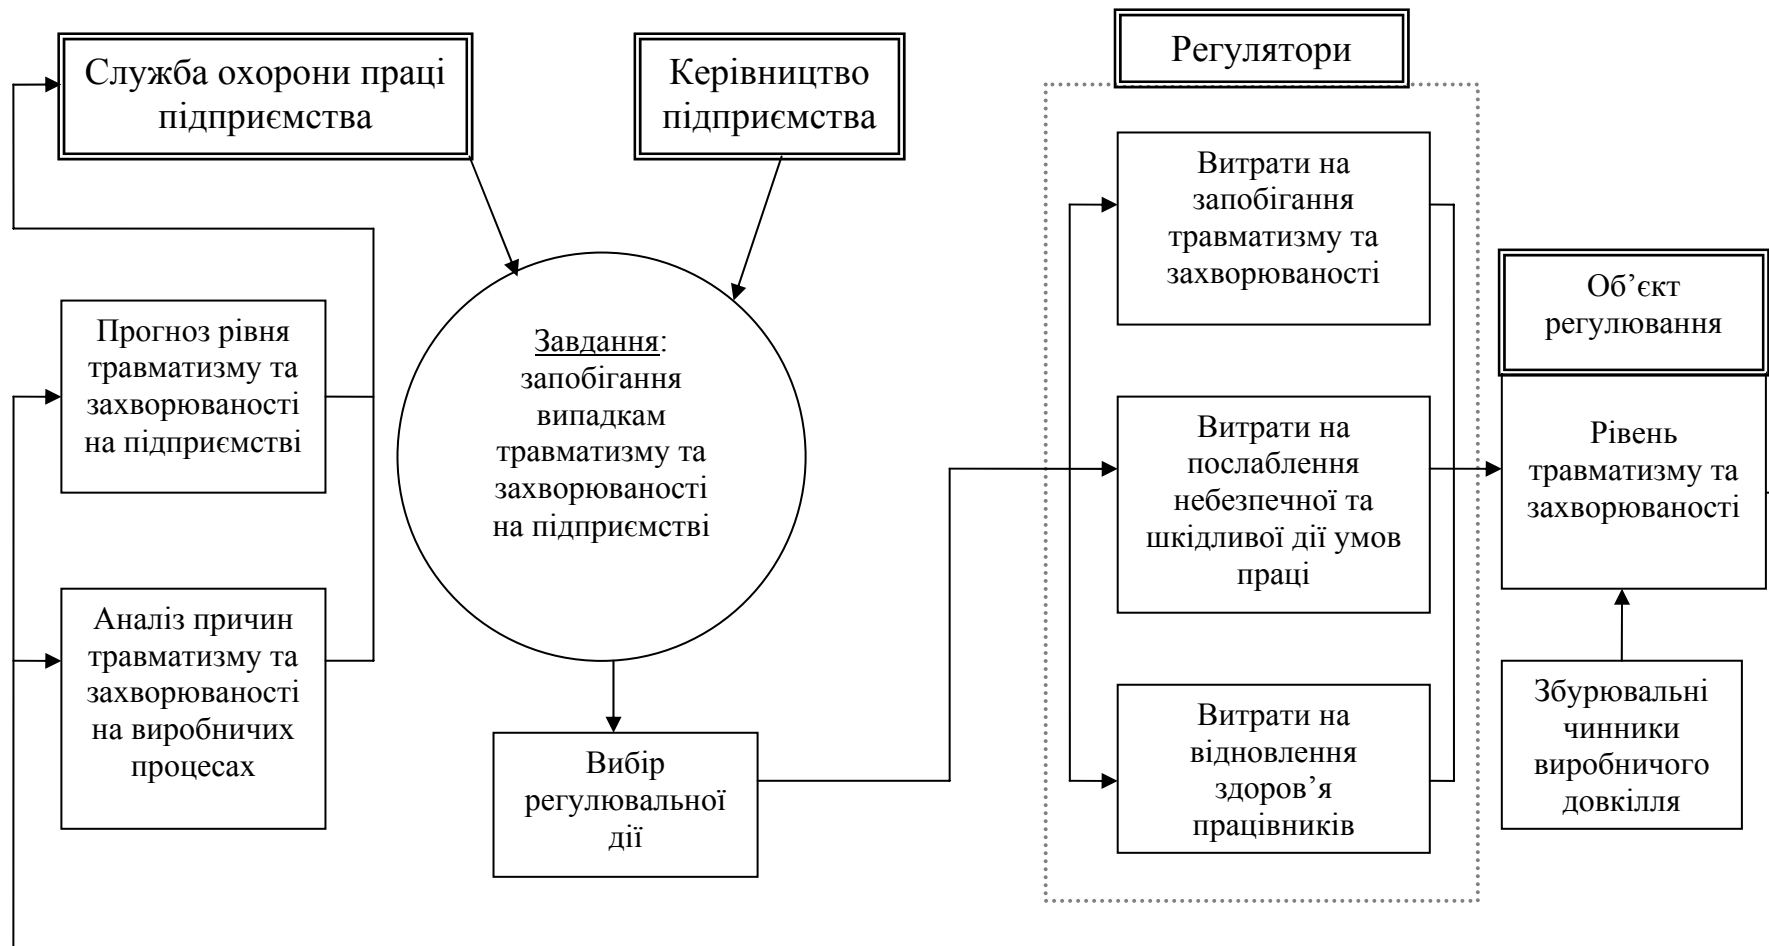 Служба охорони праці
підприємства
Керівництво
підприємства
Регулятори
Витрати на
запобігання
травматизму та
захворюваності
Об’єкт
регулювання
Прогноз рівня
травматизму та
захворюваності
на підприємстві
Завдання:
запобігання
випадкам
травматизму та
захворюваності
на підприємстві
Витрати на
послаблення
небезпечної та
шкідливої дії умов
праці
Рівень
травматизму та
захворюваності
Аналіз причин
травматизму та
захворюваності
на виробничих
процесах
Вибір
регулювальної
дії
Витрати на
відновлення
здоров’я
працівників
Збурювальні
чинники
виробничого
довкілля